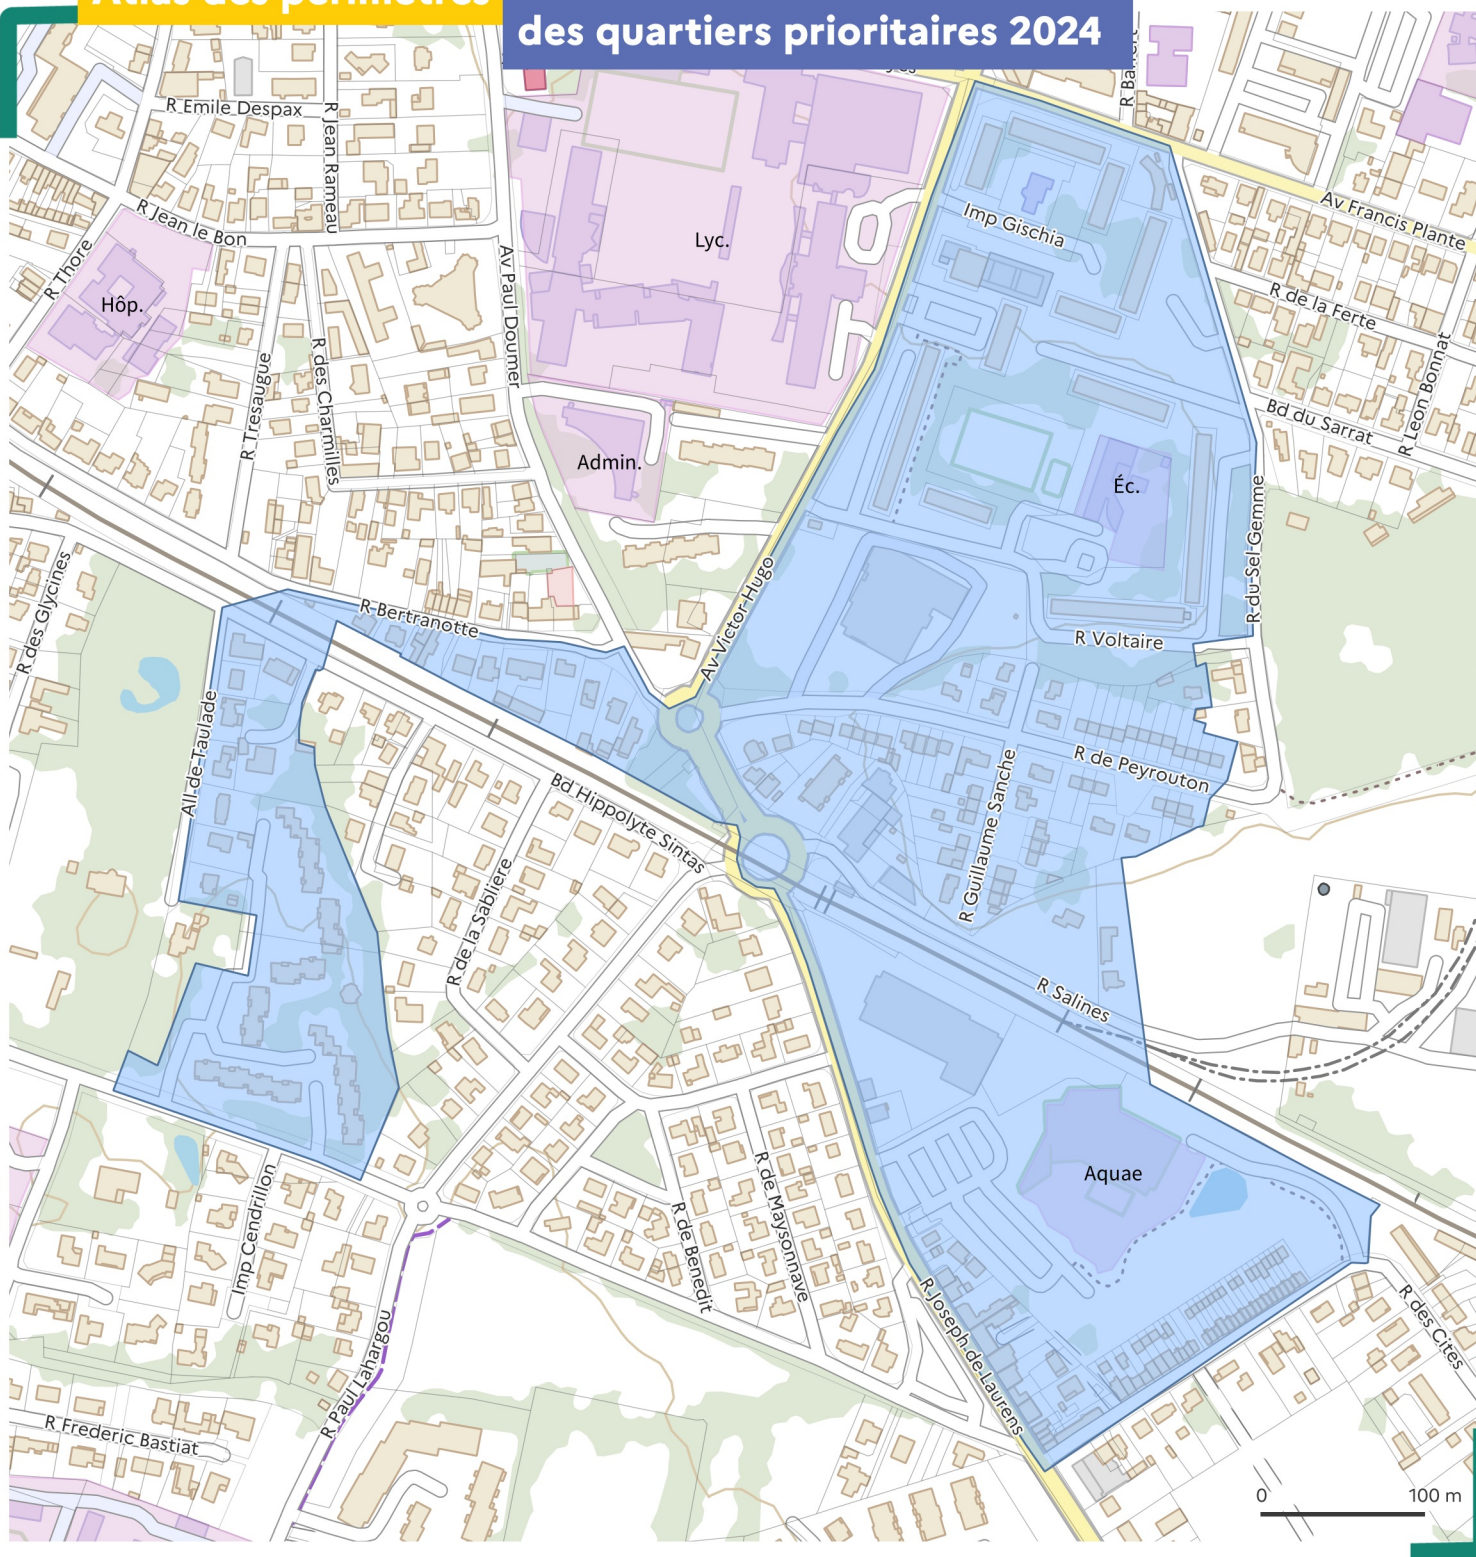 Atlas des périmètres
des quartiers prioritaires 2024
R Emile Despax
R Jean Rameau
R Jean le Bon
R Thore
Hôp.
Lyc.
Av Paul Doumer
Imp Gischia
Av Francis Plante
R de la Ferte
R Leon Bonnat
Bd du Sarrat
R Tresaugue
R des Charmilles
Admin.
Éc.
R du Sel Gemme
R des Glycines
R Bertranotte
Av Victor Hugo
R Voltaire
All de Taulade
R de Peyrouton
R Guillaume Sanche
Bd Hippolyte Sintas
R de la Sabliere
R Salines
Aquae
R de Maysonnave
R de Benedit
Imp Cendrillon
R Paul Lahargou
R Joseph de Laurens
R des Cites
R Frederic Bastiat
0 100 m